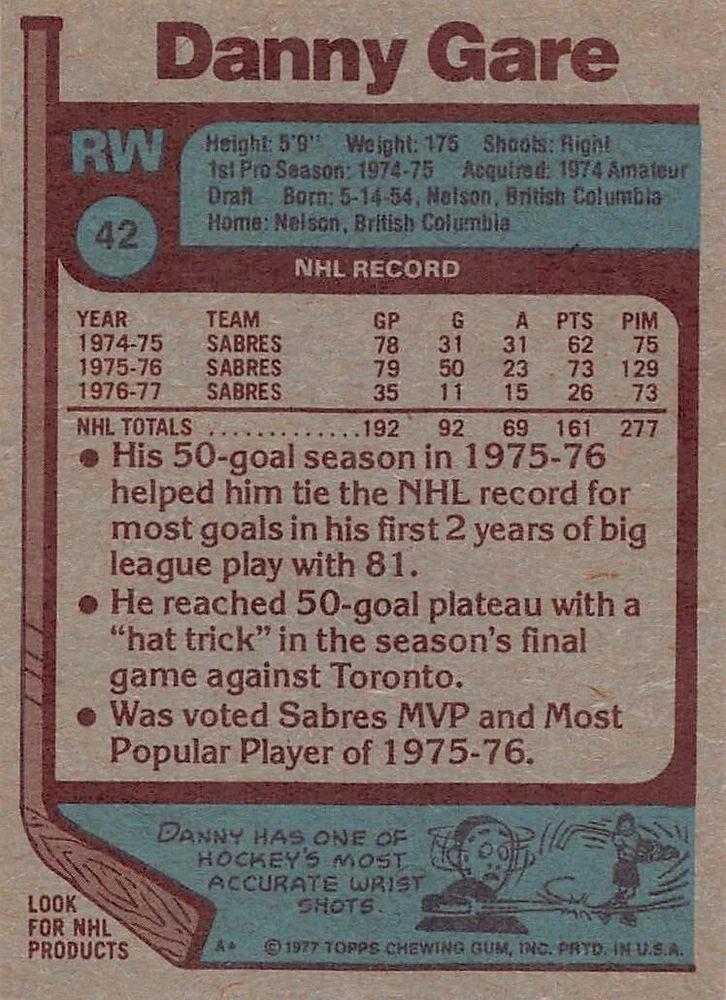 Danny Gare
RW
42
Height: 5'9" Weight: 175 Shoots: Right
1st Pro Season: 1974-75 Acquired: 1974 Amateur
Draft Born: 5-14-54, Nelson, British Columbia
Home: Nelson, British Columbia
NHL RECORD
YEAR TEAM GP G A PTS PIM
1974-75 SABRES 78 31 31 62 75
1975-76 SABRES 79 50 23 73 129
1976-77 SABRES 35 11 15 26 73
NHL TOTALS .............192 92 69 161 277
● His 50-goal season in 1975-76
helped him tie the NHL record for
most goals in his first 2 years of big
league play with 81.
● He reached 50-goal plateau with a
“hat trick” in the season's final
game against Toronto.
● Was voted Sabres MVP and Most
Popular Player of 1975-76.
DANNY HAS ONE OF
HOCKEY'S MOST
ACCURATE WRIST
SHOTS.
LOOK
FOR NHL
PRODUCTS
A* © 1977 TOPPS CHEWING GUM, INC. PRTD. IN U.S.A.